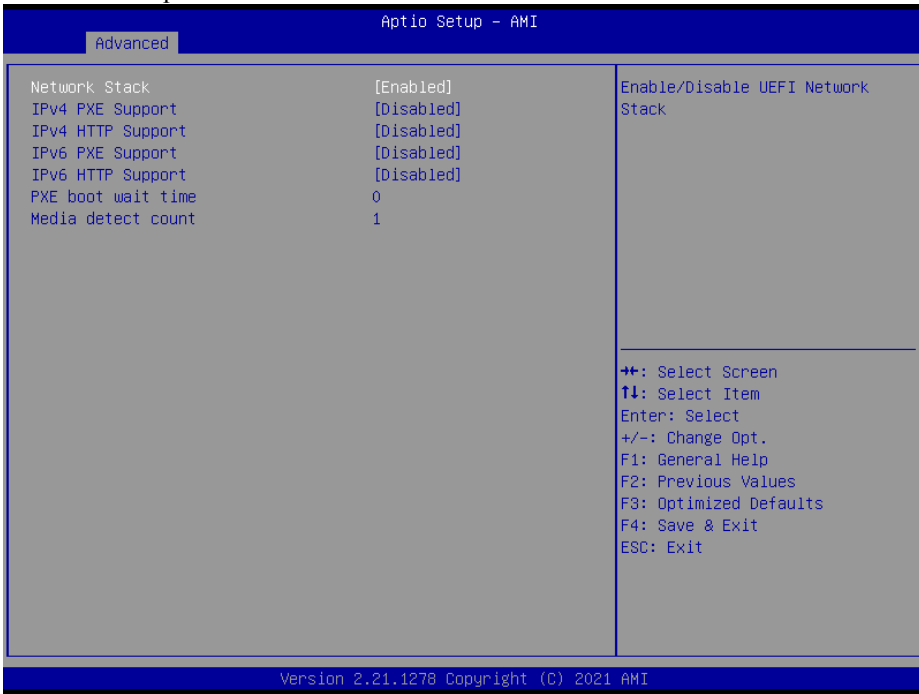 Aptio Setup – AMI
Advanced
Network Stack [Enabled]
IPv4 PXE Support [Disabled]
IPv4 HTTP Support [Disabled]
IPv6 PXE Support [Disabled]
IPv6 HTTP Support [Disabled]
PXE boot wait time 0
Media detect count 1
Enable/Disable UEFI Network
Stack
→←: Select Screen
↑↓: Select Item
Enter: Select
+/-: Change Opt.
F1: General Help
F2: Previous Values
F3: Optimized Defaults
F4: Save & Exit
ESC: Exit
Version 2.21.1278 Copyright (C) 2021 AMI